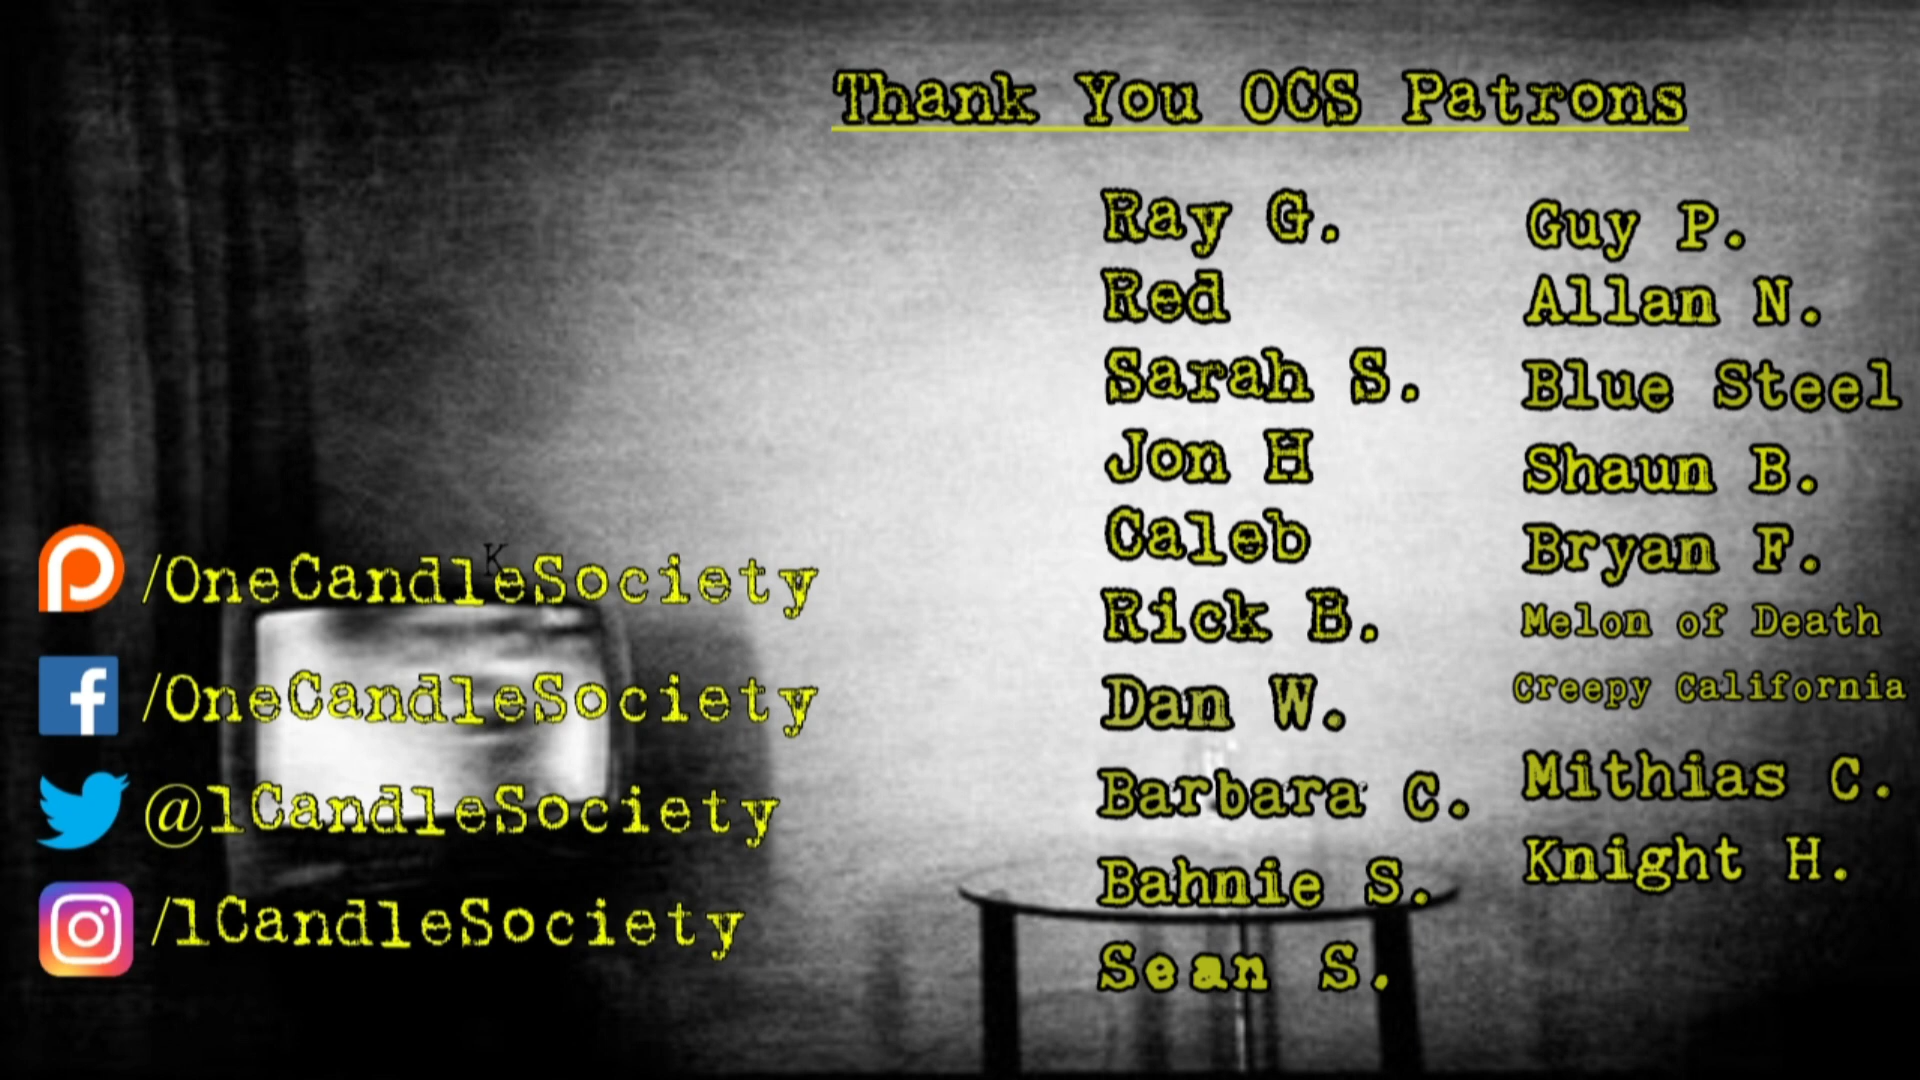 Thank You OCS Patrons
Ray G.
Red
Sarah S.
Jon H
Caleb
Rick B.
Dan W.
Barbara C.
Bahnie S.
Sean S.
Guy P.
Allan N.
Blue Steel
Shaun B.
Bryan F.
Melon of Death
Creepy California
Mithias C.
Knight H.
K
/OneCandleSociety
/OneCandleSociety
@1CandleSociety
/1CandleSociety